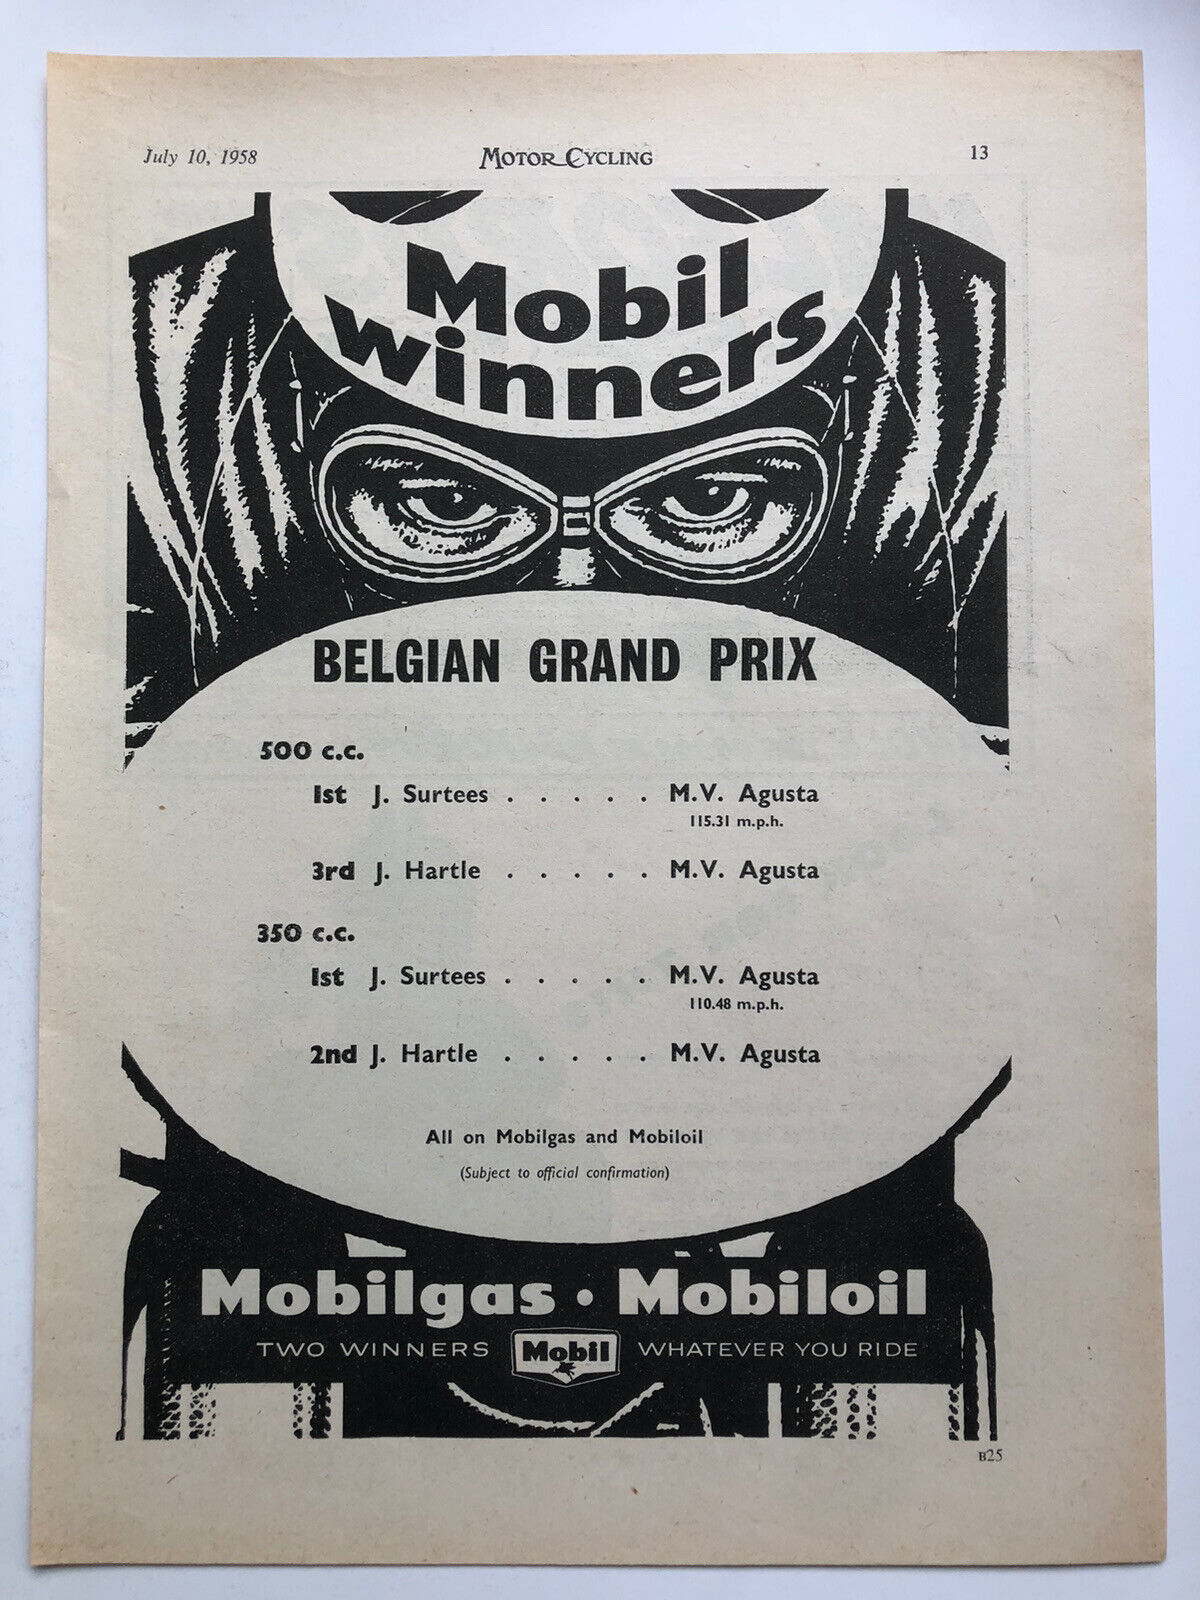 July 10, 1958 MOTOR CYCLING 13
Mobil
winners
BELGIAN GRAND PRIX
500 c.c.
1st J. Surtees . . . . . M.V. Agusta
115.31 m.p.h.
3rd J. Hartle . . . . . M.V. Agusta
350 c.c.
1st J. Surtees . . . . . M.V. Agusta
110.48 m.p.h.
2nd J. Hartle . . . . . M.V. Agusta
All on Mobilgas and Mobiloil
(Subject to official confirmation)
Mobilgas • Mobiloil
TWO WINNERS Mobil WHATEVER YOU RIDE
B25